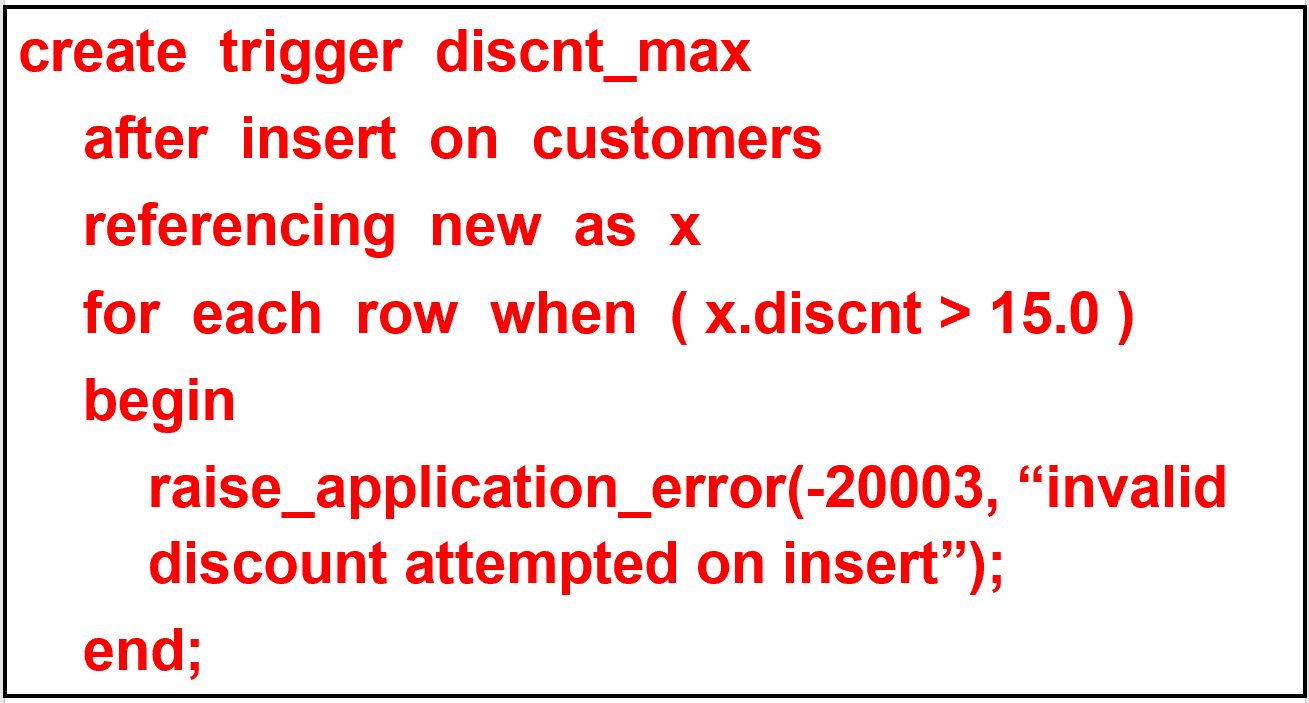 create trigger discnt_max
after insert on customers
referencing new as x
for each row when ( x.discnt > 15.0 )
begin
raise_application_error(-20003, “invalid
discount attempted on insert”);
end;